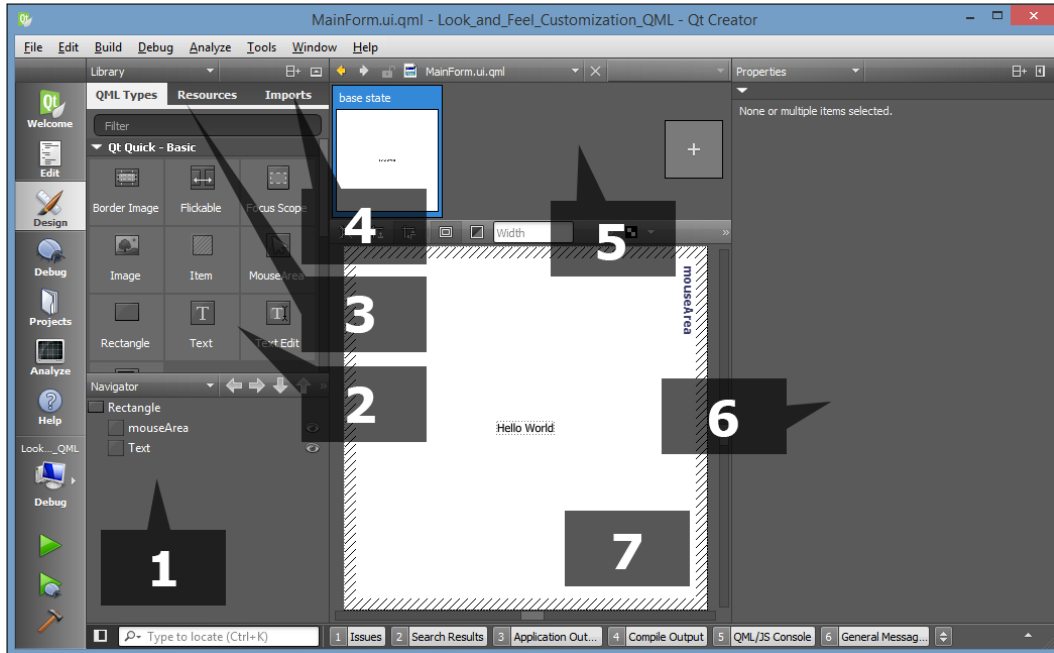 MainForm.ui.qml - Look_and_Feel_Customization_QML - Qt Creator
File Edit Build Debug Analyze Tools Window Help
Library
MainForm.ui.qml
Properties
QML Types Resources Imports
base state
None or multiple items selected.
Welcome
Filter
Qt Quick - Basic
Edit
Border Image Flickable Focus Scope
4
Design
Width
5
Debug
Image Item MouseArea
mouseArea
3
Projects
Rectangle Text Text Edit
Analyze
Navigator
2
Rectangle
6
Help
mouseArea
Hello World
Look..._QML
Text
Debug
1
7
Type to locate (Ctrl+K)
1 Issues 2 Search Results 3 Application Out... 4 Compile Output 5 QML/JS Console 6 General Messag...